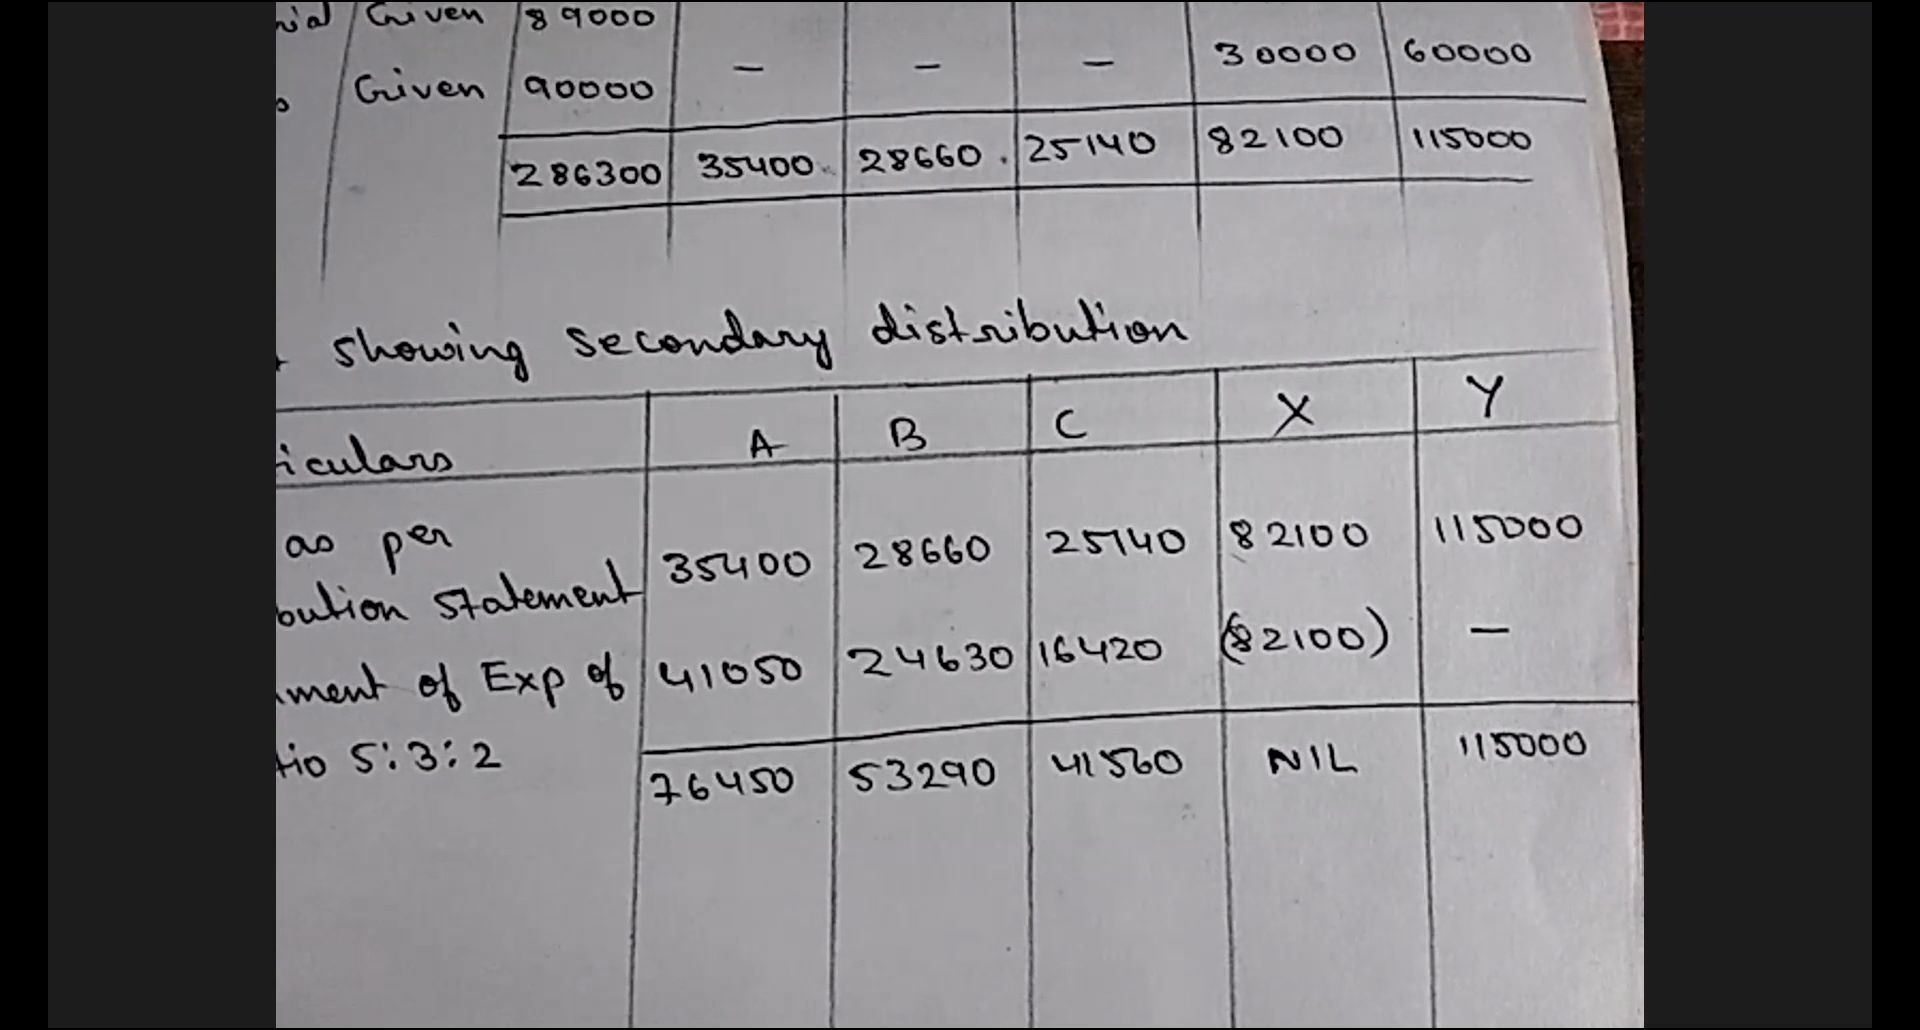 Given 89000
30000 60000
Given 90000 — — —
286300 35400 28660 25140 82100 115000
showing secondary distribution
iculars A B C X Y
as per 35400 28660 25140 82100 115000
bution statement
ment of Exp of 41050 24630 16420 (82100) —
tio 5:3:2
76450 53290 41560 NIL 115000